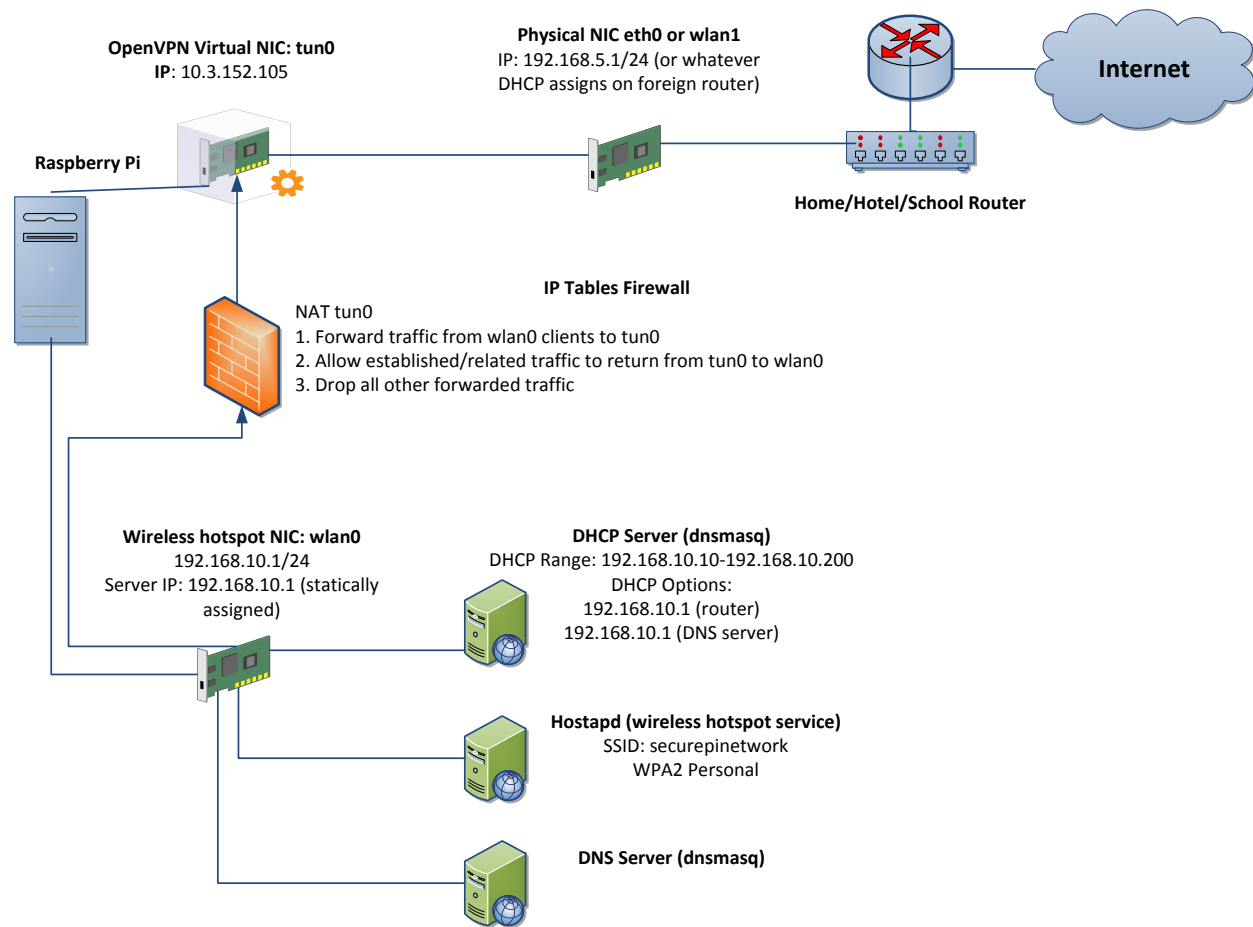 OpenVPN Virtual NIC: tun0
IP: 10.3.152.105
Physical NIC eth0 or wlan1
IP: 192.168.5.1/24 (or whatever
DHCP assigns on foreign router)
Internet
Raspberry Pi
Home/Hotel/School Router
IP Tables Firewall
NAT tun0
1. Forward traffic from wlan0 clients to tun0
2. Allow established/related traffic to return from tun0 to wlan0
3. Drop all other forwarded traffic
Wireless hotspot NIC: wlan0
192.168.10.1/24
Server IP: 192.168.10.1 (statically
assigned)
DHCP Server (dnsmasq)
DHCP Range: 192.168.10.10-192.168.10.200
DHCP Options:
192.168.10.1 (router)
192.168.10.1 (DNS server)
Hostapd (wireless hotspot service)
SSID: securepinetwork
WPA2 Personal
DNS Server (dnsmasq)